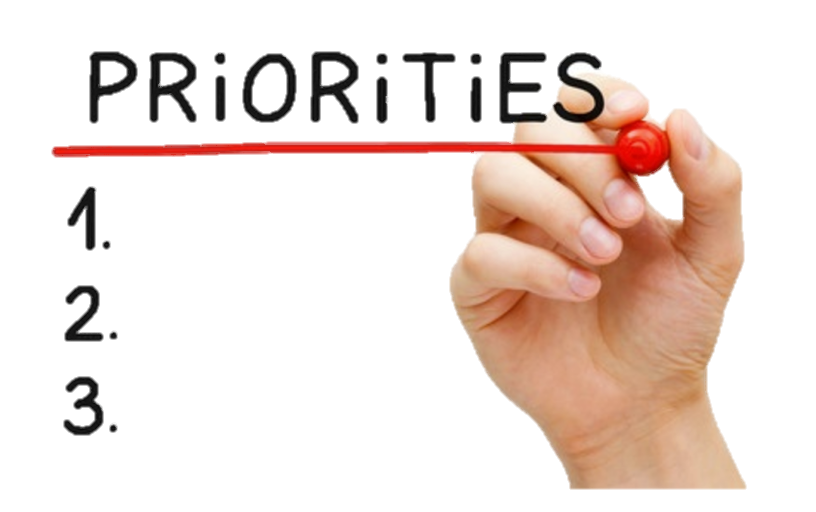 PRiORiTiES
1.
2.
3.